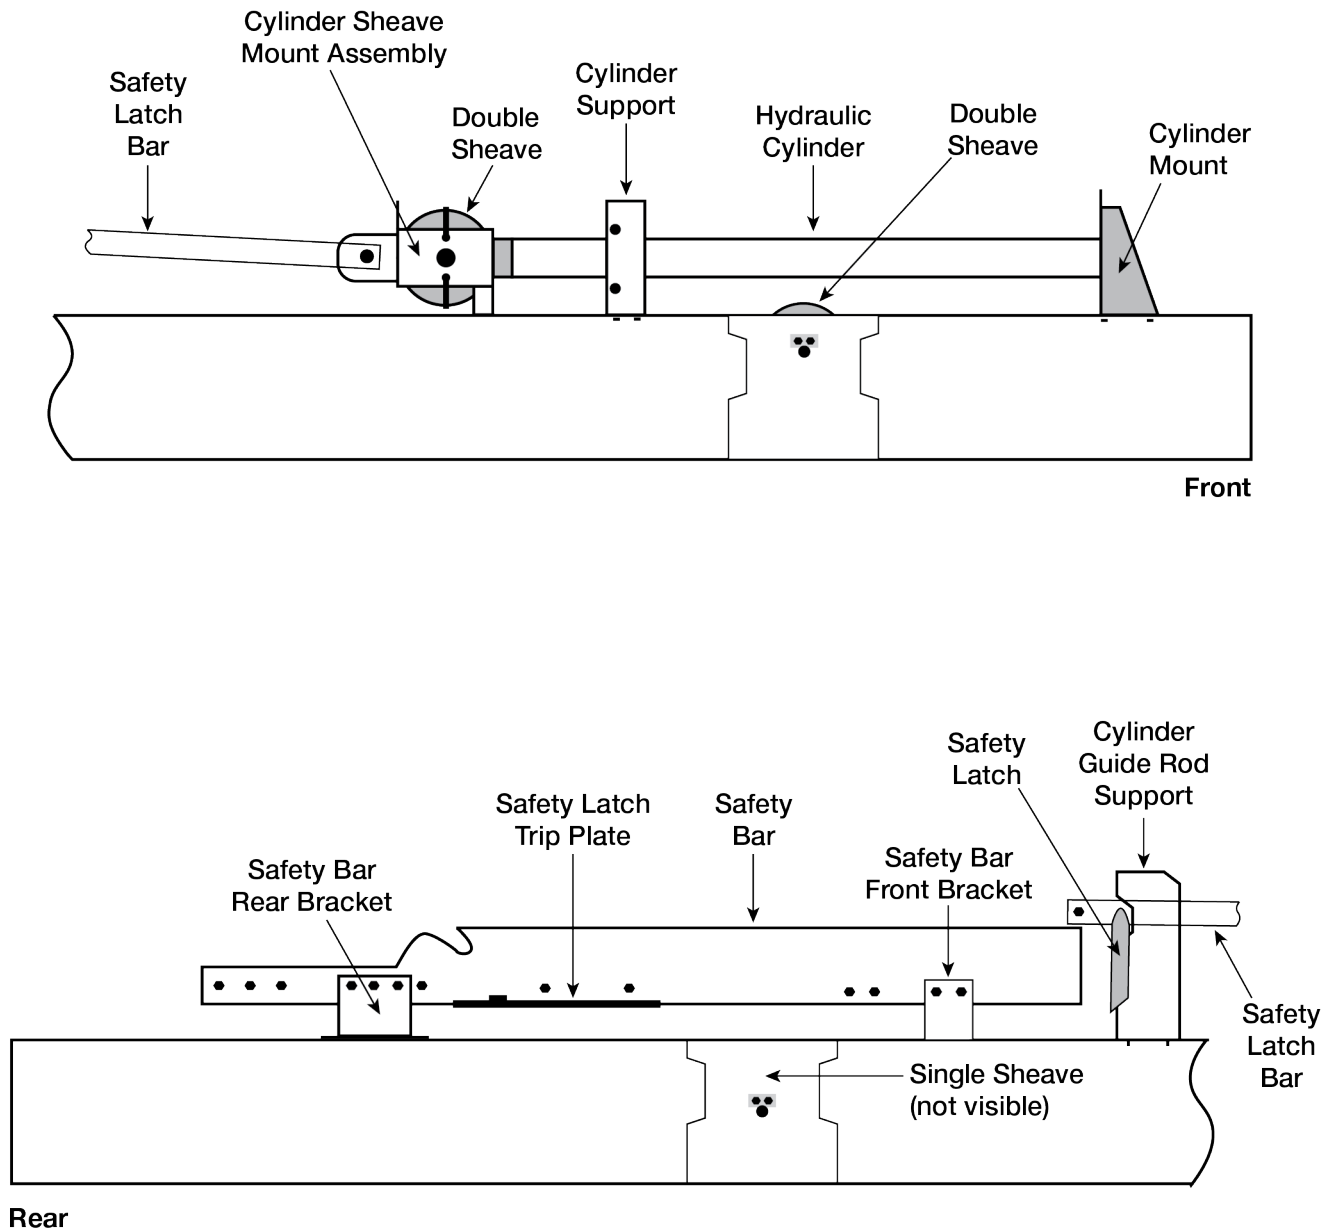 Cylinder Sheave
Mount Assembly
Safety
Latch
Bar
Double
Sheave
Cylinder
Support
Hydraulic
Cylinder
Double
Sheave
Cylinder
Mount
Front
Safety
Latch
Cylinder
Guide Rod
Support
Safety Latch
Trip Plate
Safety
Bar
Safety Bar
Rear Bracket
Safety Bar
Front Bracket
Safety
Latch
Bar
Single Sheave
(not visible)
Rear